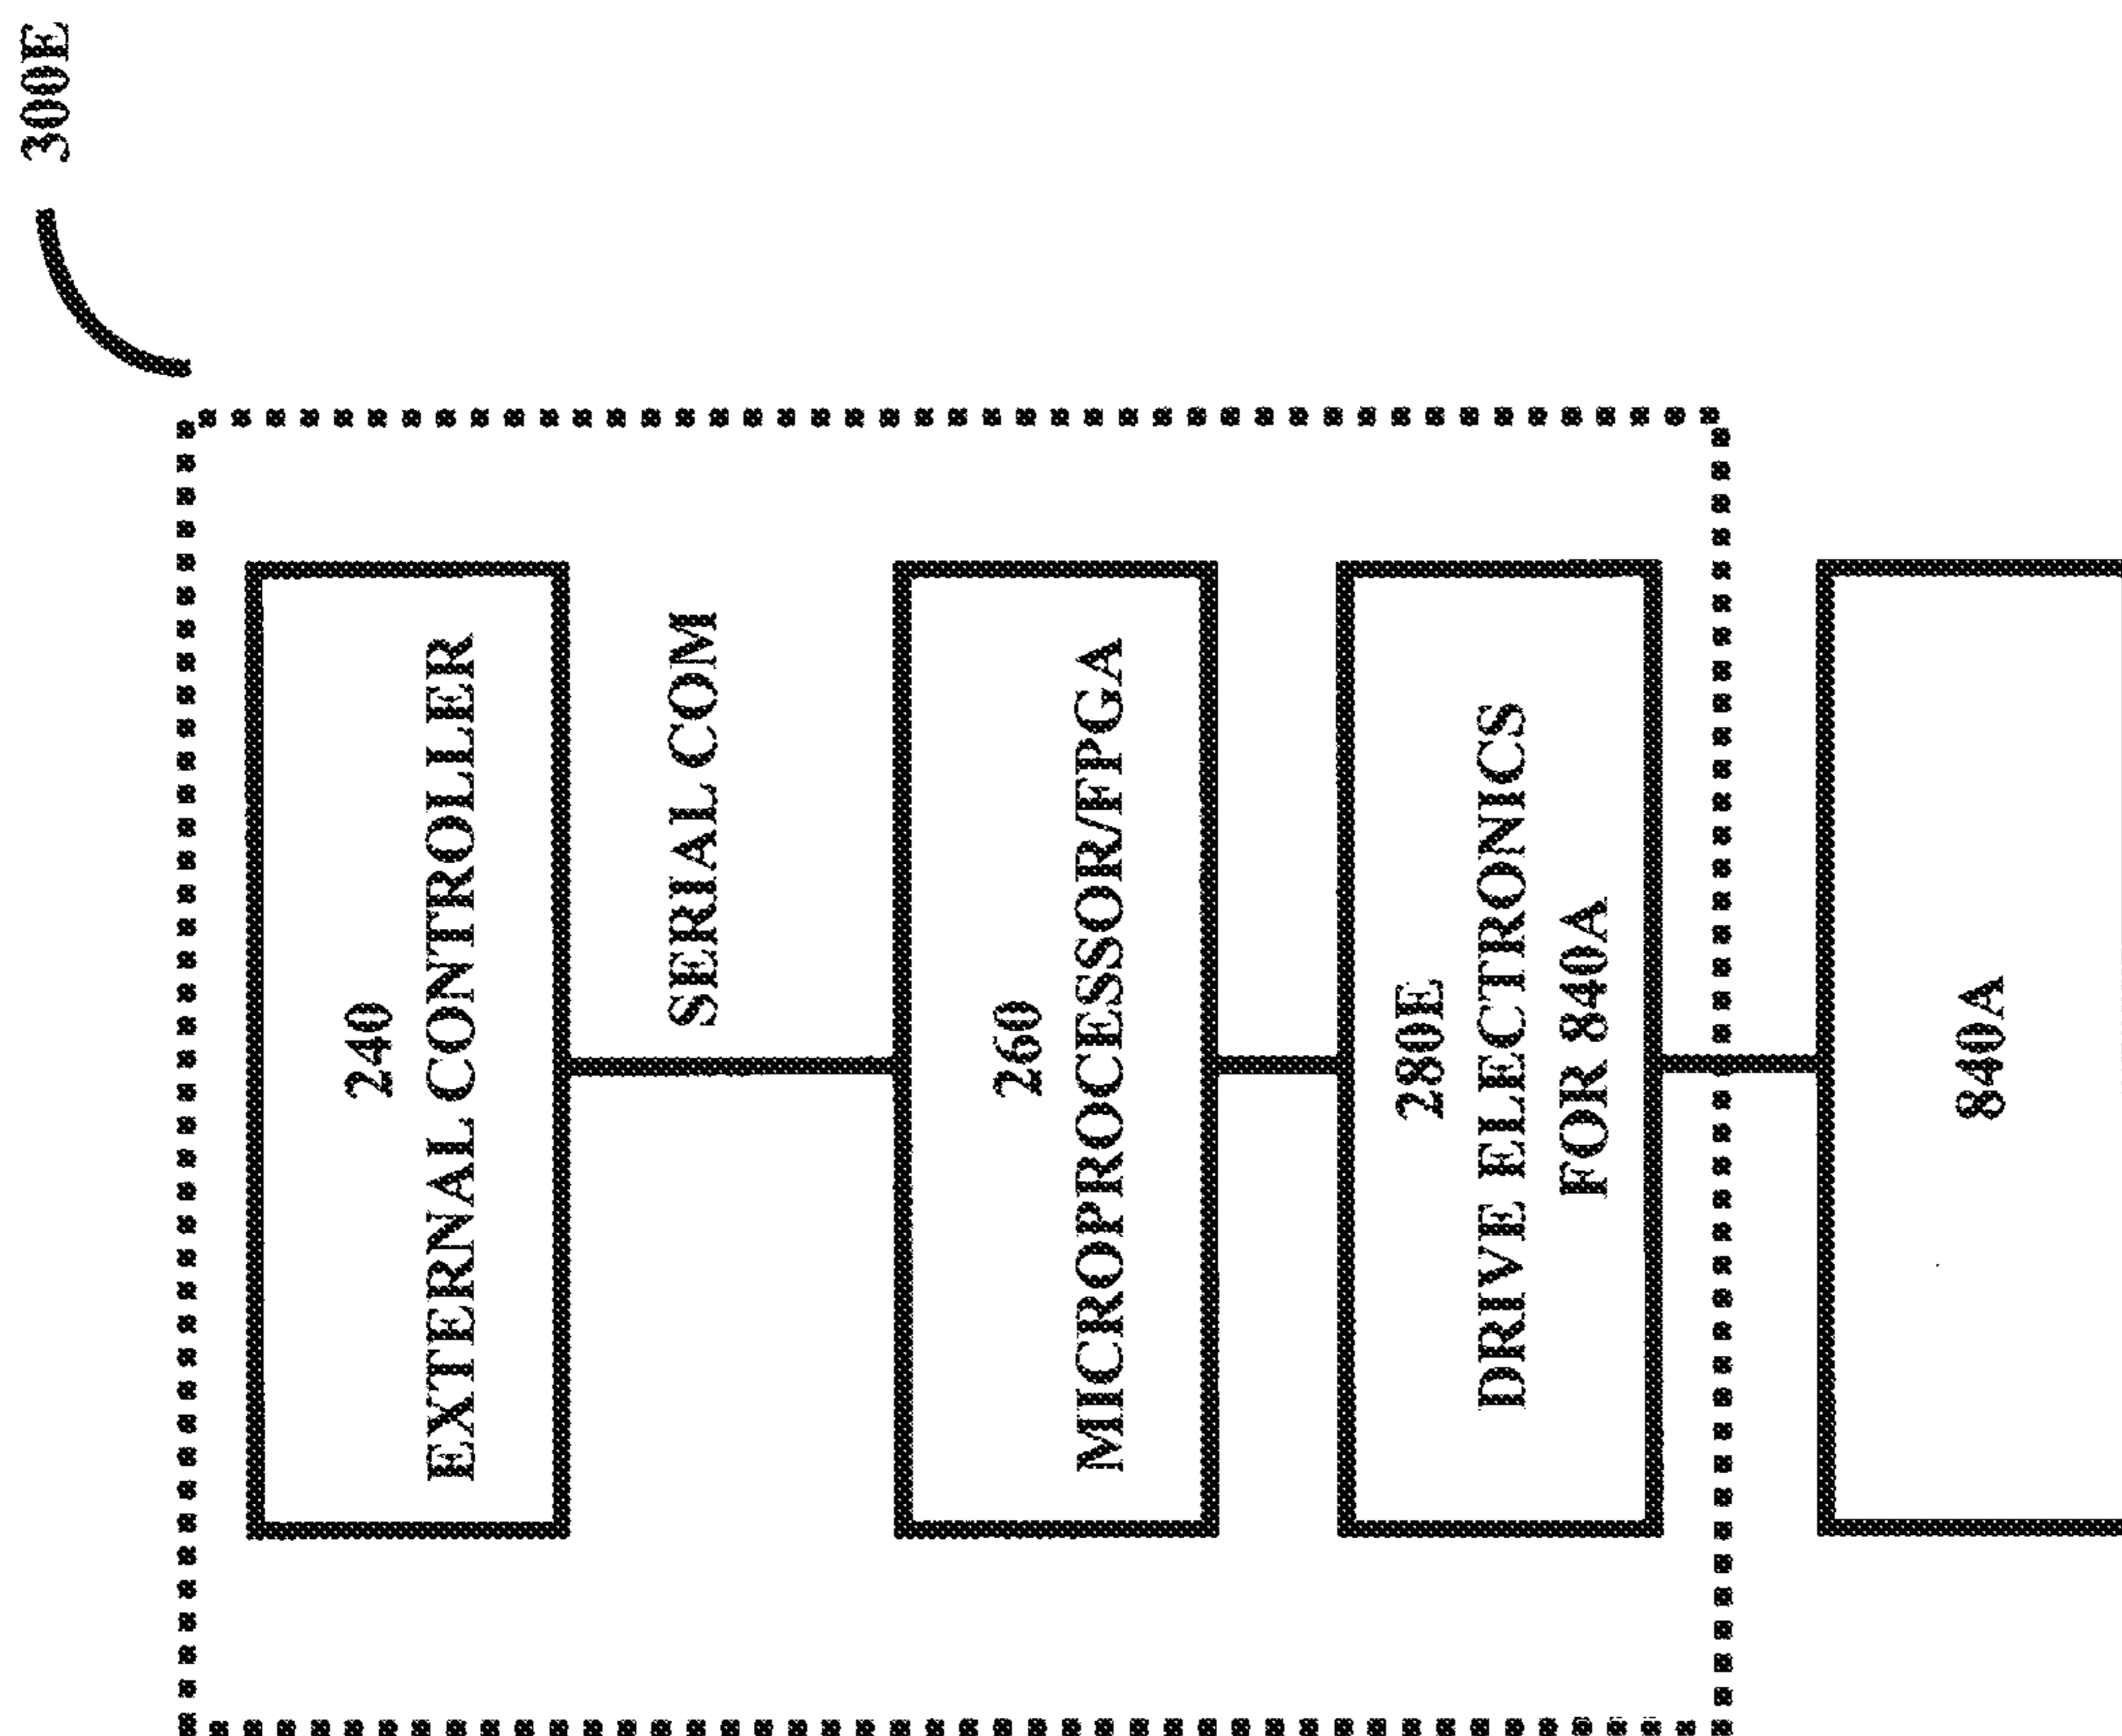 300E
240
EXTERNAL CONTROLLER
SERIAL COM
260
MICROPROCESSOR/FPGA
280E
DRIVE ELECTRONICS
FOR 840A
840A